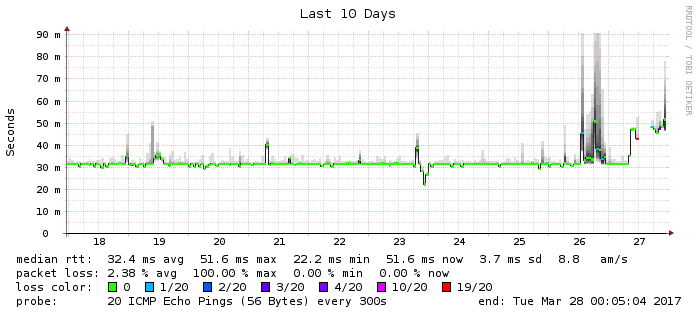 Last 10 Days
RRDTOOL / TOBI OETIKER
Seconds
90 m
80 m
70 m
60 m
50 m
40 m
30 m
20 m
10 m
0
18 19 20 21 22 23 24 25 26 27
median rtt: 32.4 ms avg 51.6 ms max 22.2 ms min 51.6 ms now 3.7 ms sd 8.8 am/s
packet loss: 2.38 % avg 100.00 % max 0.00 % min 0.00 % now
loss color: 0 1/20 2/20 3/20 4/20 10/20 19/20
probe: 20 ICMP Echo Pings (56 Bytes) every 300s end: Tue Mar 28 00:05:04 2017